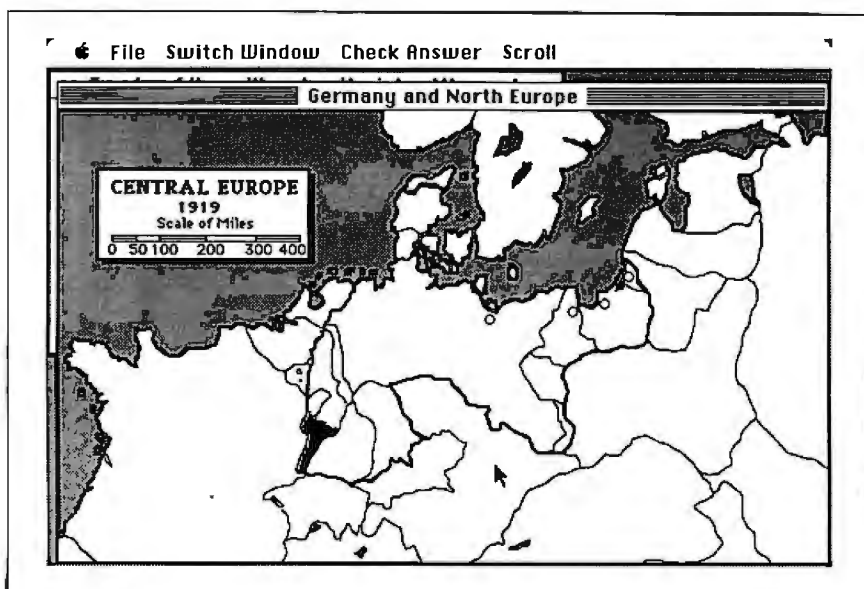 File Switch Window Check Answer Scroll
Germany and North Europe
CENTRAL EUROPE
1919
Scale of Miles
0 50 100 200 300 400